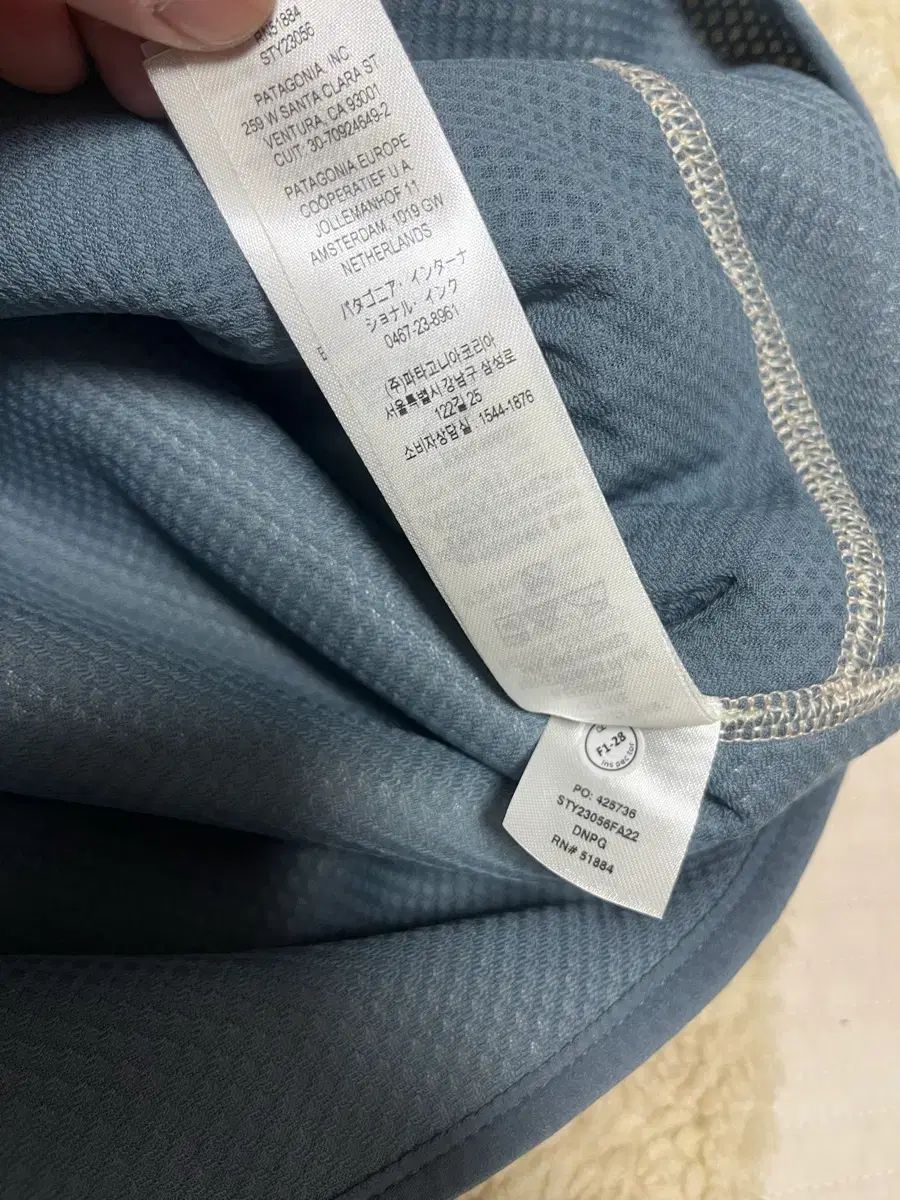 RN51884
STY23056
PATAGONIA, INC.
259 W SANTA CLARA ST
VENTURA, CA 93001
CUIT. 30-70924649-2
PATAGONIA EUROPE
COÖPERATIEF U.A
JOLLEMANHOF 11
AMSTERDAM, 1019 GW
NETHERLANDS
パタゴニア・インターナ
ショナル・インク
0467-23-8961
(주)파타고니아코리아
서울특별시 강남구 삼성로
122길 25
소비자상담실 : 1544-1876
F1-28
inspector
PO: 425736
STY23056FA22
DNPG
RN# 51884